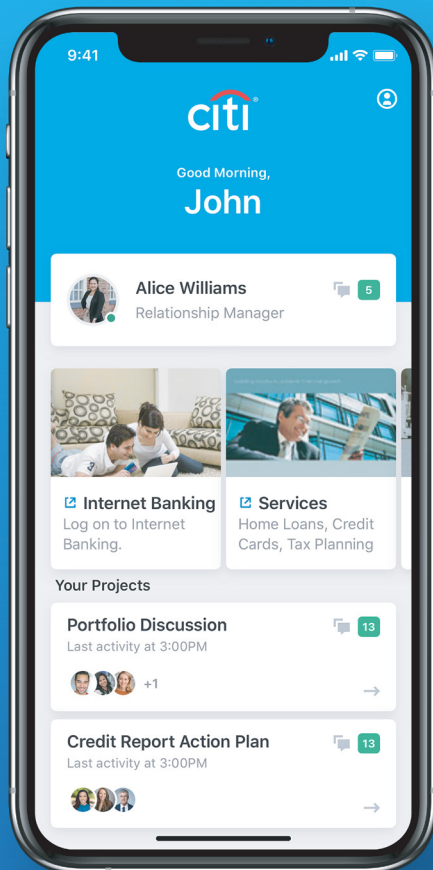 9:41
citi
Good Morning,
John
Alice Williams
5
Relationship Manager
Internet Banking
Log on to Internet
Banking.
Services
Home Loans, Credit
Cards, Tax Planning
Your Projects
Portfolio Discussion
13
Last activity at 3:00PM
+1
Credit Report Action Plan
13
Last activity at 3:00PM